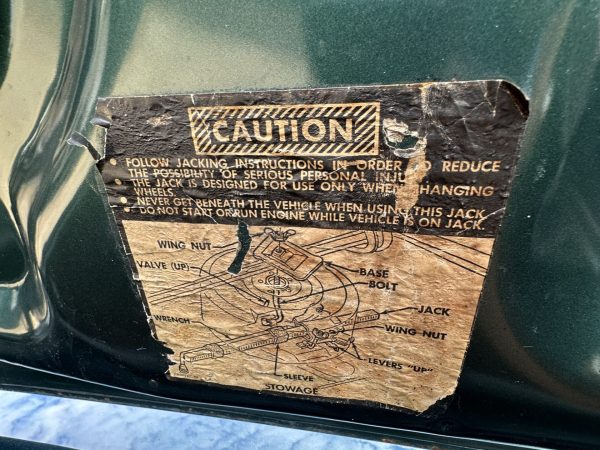 CAUTION
• FOLLOW JACKING INSTRUCTIONS IN ORDER TO REDUCE
THE POSSIBILITY OF SERIOUS PERSONAL INJU
• THE JACK IS DESIGNED FOR USE ONLY WHEN CHANGING
WHEELS.
• NEVER GET BENEATH THE VEHICLE WHEN USING THIS JACK
• DO NOT START OR RUN ENGINE WHILE VEHICLE IS ON JACK.
WING NUT
VALVE (UP)
BASE
BOLT
JACK
WRENCH
WING NUT
LEVERS "UP"
SLEEVE
STOWAGE